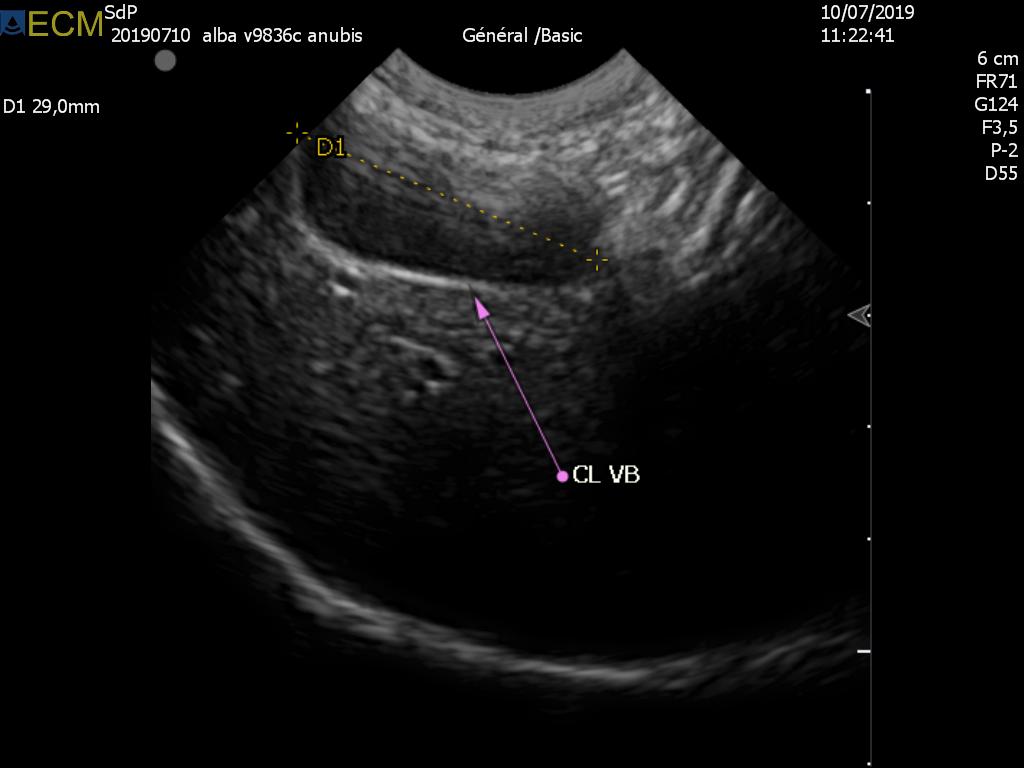 ECM
SdP
20190710 alba v9836c anubis
Général /Basic
10/07/2019
11:22:41
6 cm
FR71
G124
F3,5
P-2
D55
D1 29,0mm
D1
CL VB